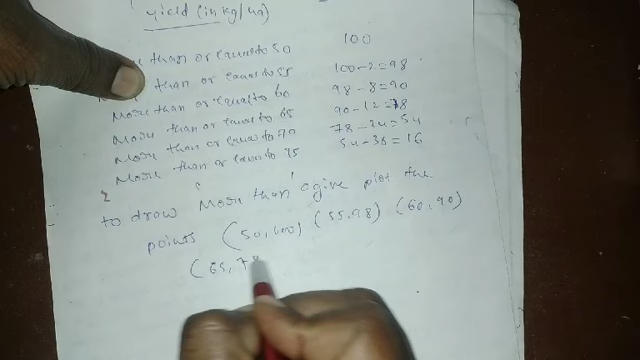 yield (in kg/ha)
than or equal to 50 100
than or equal to 55 100-2=98
More than or equal to 60 98-8=90
More than or equal to 65 90-12=78
More than or equal to 70 78-24=54
More than or equal to 75 54-38=16
to draw 'More than' ogive plot the
points (50,100) (55,98) (60,90)
(65,78